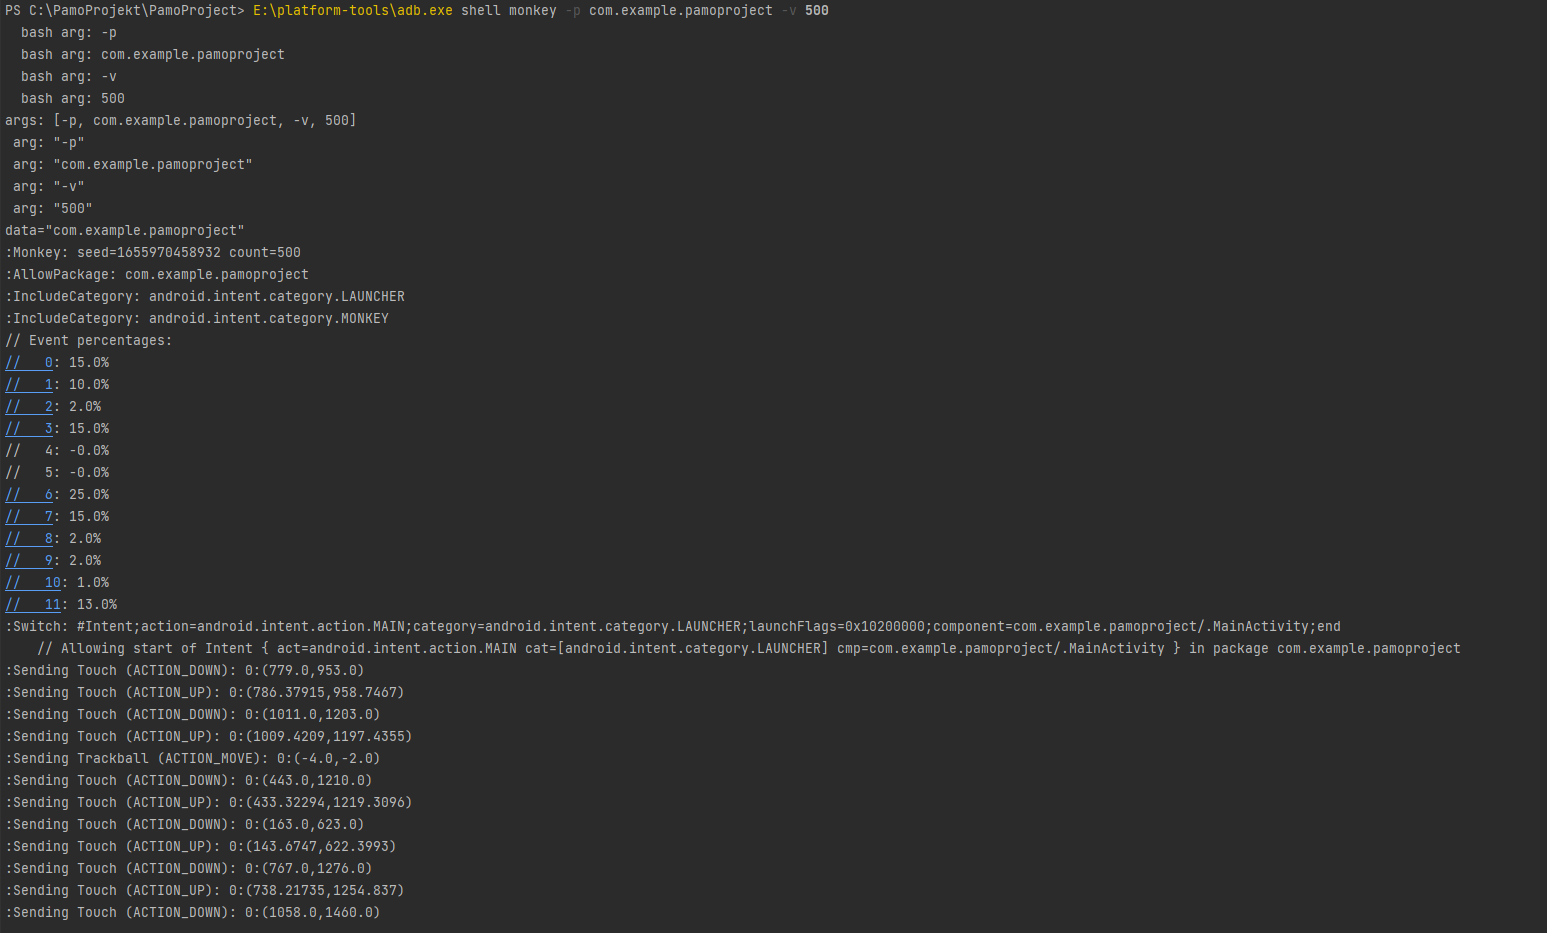 PS C:\PamoProjekt\PamoProject> E:\platform-tools\adb.exe shell monkey -p com.example.pamoproject -v 500
  bash arg: -p
  bash arg: com.example.pamoproject
  bash arg: -v
  bash arg: 500
args: [-p, com.example.pamoproject, -v, 500]
 arg: "-p"
 arg: "com.example.pamoproject"
 arg: "-v"
 arg: "500"
data="com.example.pamoproject"
:Monkey: seed=1655970458932 count=500
:AllowPackage: com.example.pamoproject
:IncludeCategory: android.intent.category.LAUNCHER
:IncludeCategory: android.intent.category.MONKEY
// Event percentages:
//   0: 15.0%
//   1: 10.0%
//   2: 2.0%
//   3: 15.0%
//   4: -0.0%
//   5: -0.0%
//   6: 25.0%
//   7: 15.0%
//   8: 2.0%
//   9: 2.0%
//   10: 1.0%
//   11: 13.0%
:Switch: #Intent;action=android.intent.action.MAIN;category=android.intent.category.LAUNCHER;launchFlags=0x10200000;component=com.example.pamoproject/.MainActivity;end
    // Allowing start of Intent { act=android.intent.action.MAIN cat=[android.intent.category.LAUNCHER] cmp=com.example.pamoproject/.MainActivity } in package com.example.pamoproject
:Sending Touch (ACTION_DOWN): 0:(779.0,953.0)
:Sending Touch (ACTION_UP): 0:(786.37915,958.7467)
:Sending Touch (ACTION_DOWN): 0:(1011.0,1203.0)
:Sending Touch (ACTION_UP): 0:(1009.4209,1197.4355)
:Sending Trackball (ACTION_MOVE): 0:(-4.0,-2.0)
:Sending Touch (ACTION_DOWN): 0:(443.0,1210.0)
:Sending Touch (ACTION_UP): 0:(433.32294,1219.3096)
:Sending Touch (ACTION_DOWN): 0:(163.0,623.0)
:Sending Touch (ACTION_UP): 0:(143.6747,622.3993)
:Sending Touch (ACTION_DOWN): 0:(767.0,1276.0)
:Sending Touch (ACTION_UP): 0:(738.21735,1254.837)
:Sending Touch (ACTION_DOWN): 0:(1058.0,1460.0)